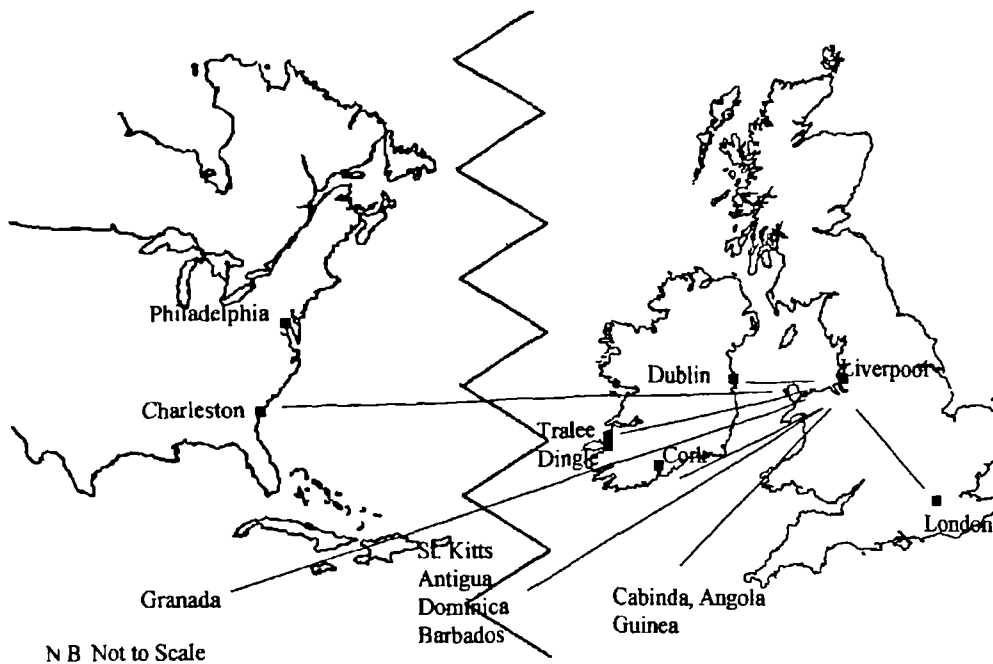 Philadelphia
Charleston
Dublin
Liverpool
Tralee
Dingle
Cork
London
St. Kitts
Antigua
Dominica
Barbados
Granada
Cabinda, Angola
Guinea
N B Not to Scale